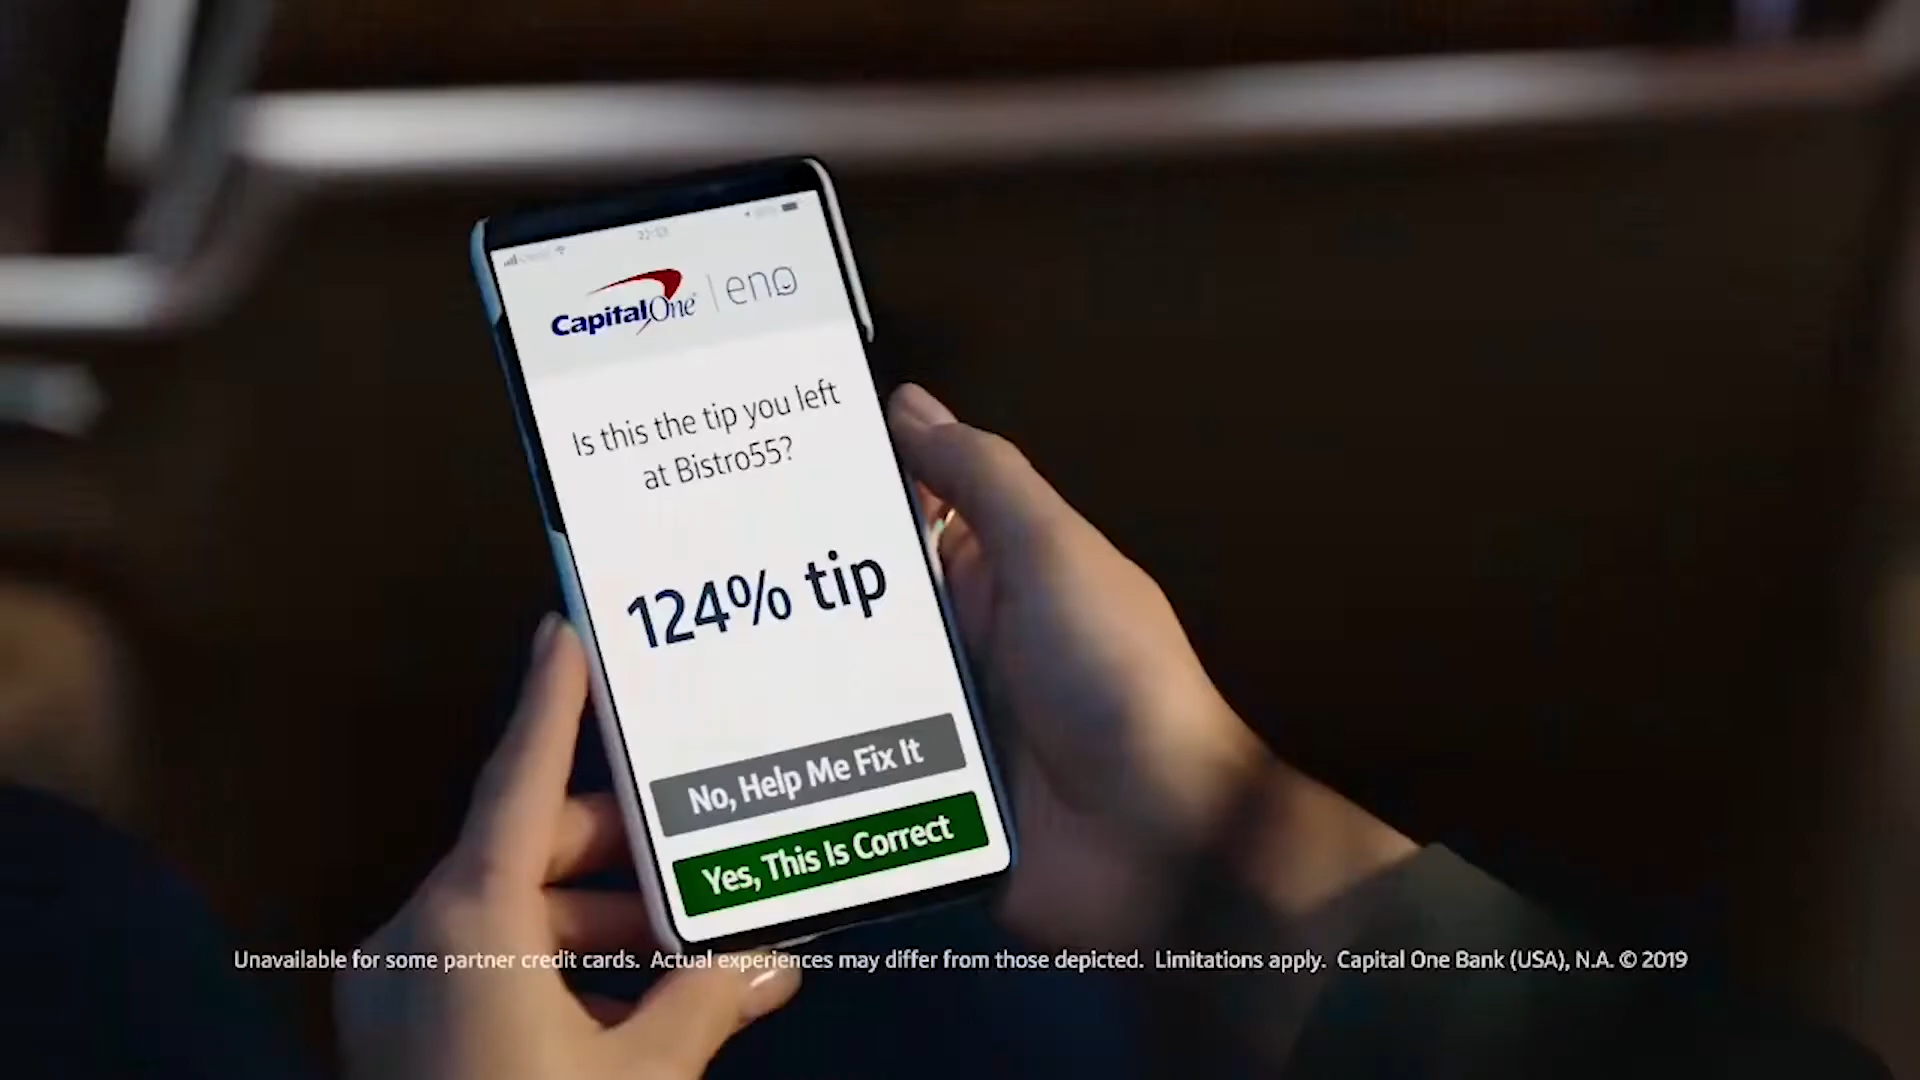 CapitalOne | eno
Is this the tip you left
at Bistro55?
124% tip
No, Help Me Fix It
Yes, This Is Correct
Unavailable for some partner credit cards. Actual experiences may differ from those depicted. Limitations apply. Capital One Bank (USA), N.A. © 2019